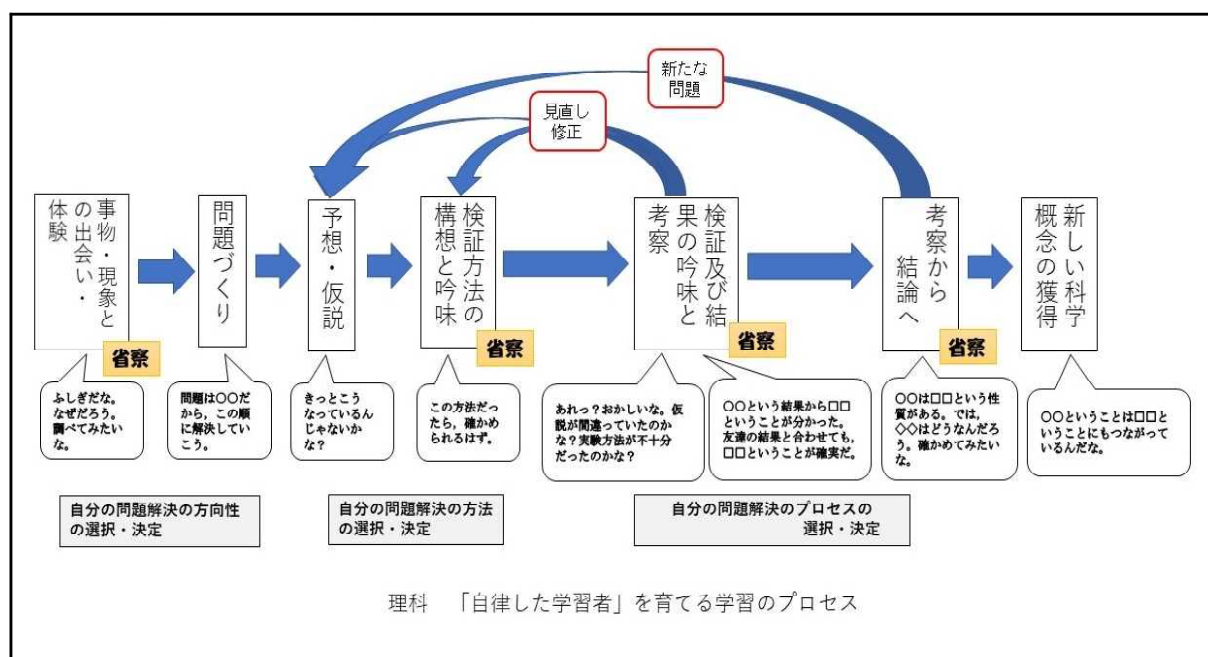 新たな
問題
見直し
修正
事物・現象と
の出会い・
体験
問題づくり
予想・仮説
検証方法の
構想と吟味
検証及び結
果の吟味と
考察
考察から
結論へ
新しい科学
概念の獲得
省察
省察
省察
省察
ふしぎだな。
なぜだろう。
調べてみたい
な。
問題は○○だ
から，この順
に解決してい
こう。
きっとこう
なっているん
じゃないか
な？
この方法だっ
たら，確かめ
られるはず。
あれっ？おかしいな。仮
説が間違っていたのか
な？実験方法が不十分
だったのかな？
○○という結果から□□
ということが分かった。
友達の結果と合わせても，
□□ということが確実だ。
○○は□□という性
質がある。では，
◇◇はどうなんだろ
う。確かめてみたい
な。
○○ということは□□と
いうことにもつながって
いるんだな。
自分の問題解決の方向性
の選択・決定
自分の問題解決の方法
の選択・決定
自分の問題解決のプロセスの
選択・決定
理科　「自律した学習者」を育てる学習のプロセス